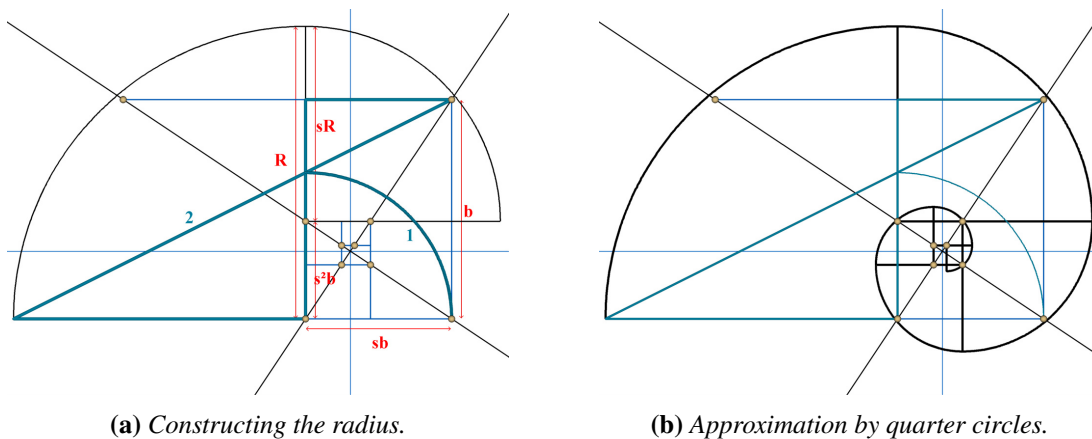 sR
R
b
2
1
s²b
sb
(a) Constructing the radius.
(b) Approximation by quarter circles.